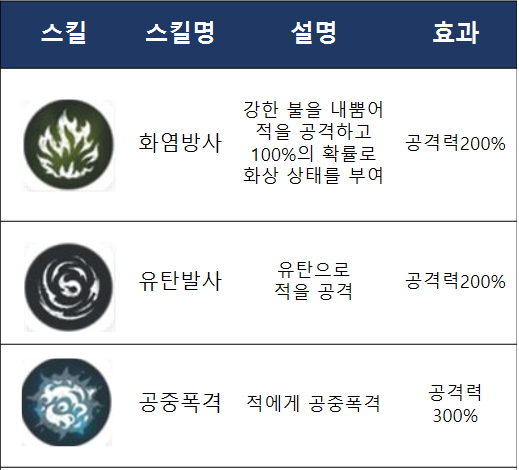 스킬 스킬명 설명 효과
화염방사
강한 불을 내뿜어
적을 공격하고
100%의 확률로
화상 상태를 부여
공격력200%
유탄발사
유탄으로
적을 공격
공격력200%
공중폭격
적에게 공중폭격
공격력
300%